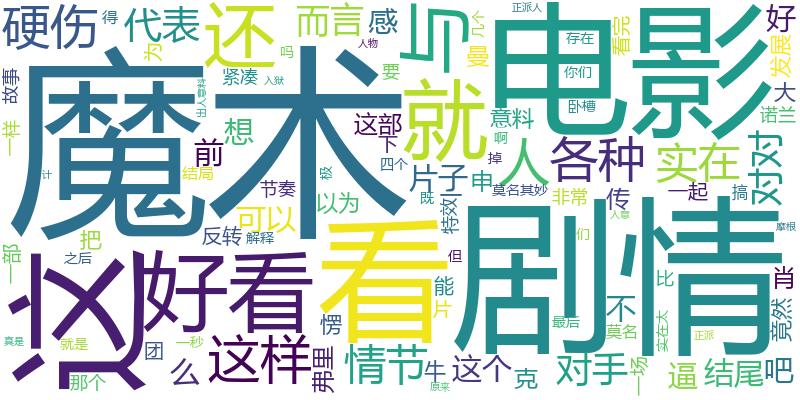 硬伤
得
代表
为
还
吗
而言
感
与
曼
几个
正派人
人物
电影
存在
你们
卧槽
看完
好
发展
大
诺兰
故事
一样
魔术
出人意料
紧凑
入狱
要
这部
就
意料
啊
人
各种
实在
对对
下
四个
掉
计
结局
想
前
节奏
极
以为
片子
既
申
特效
莫名其妙
非常
传
一起
搞
一部
把
可以
反转
解释
看
但
剧情
们
人意
摩根
之后
这
好看
能
片
不
比
肖
竟然
真是
就是
团
一秒
愣
最后
莫名
实在太
正派
那个
么
这样
弗里
情节
牛
原来
这个
克
对手
一场
逼
结尾
吧